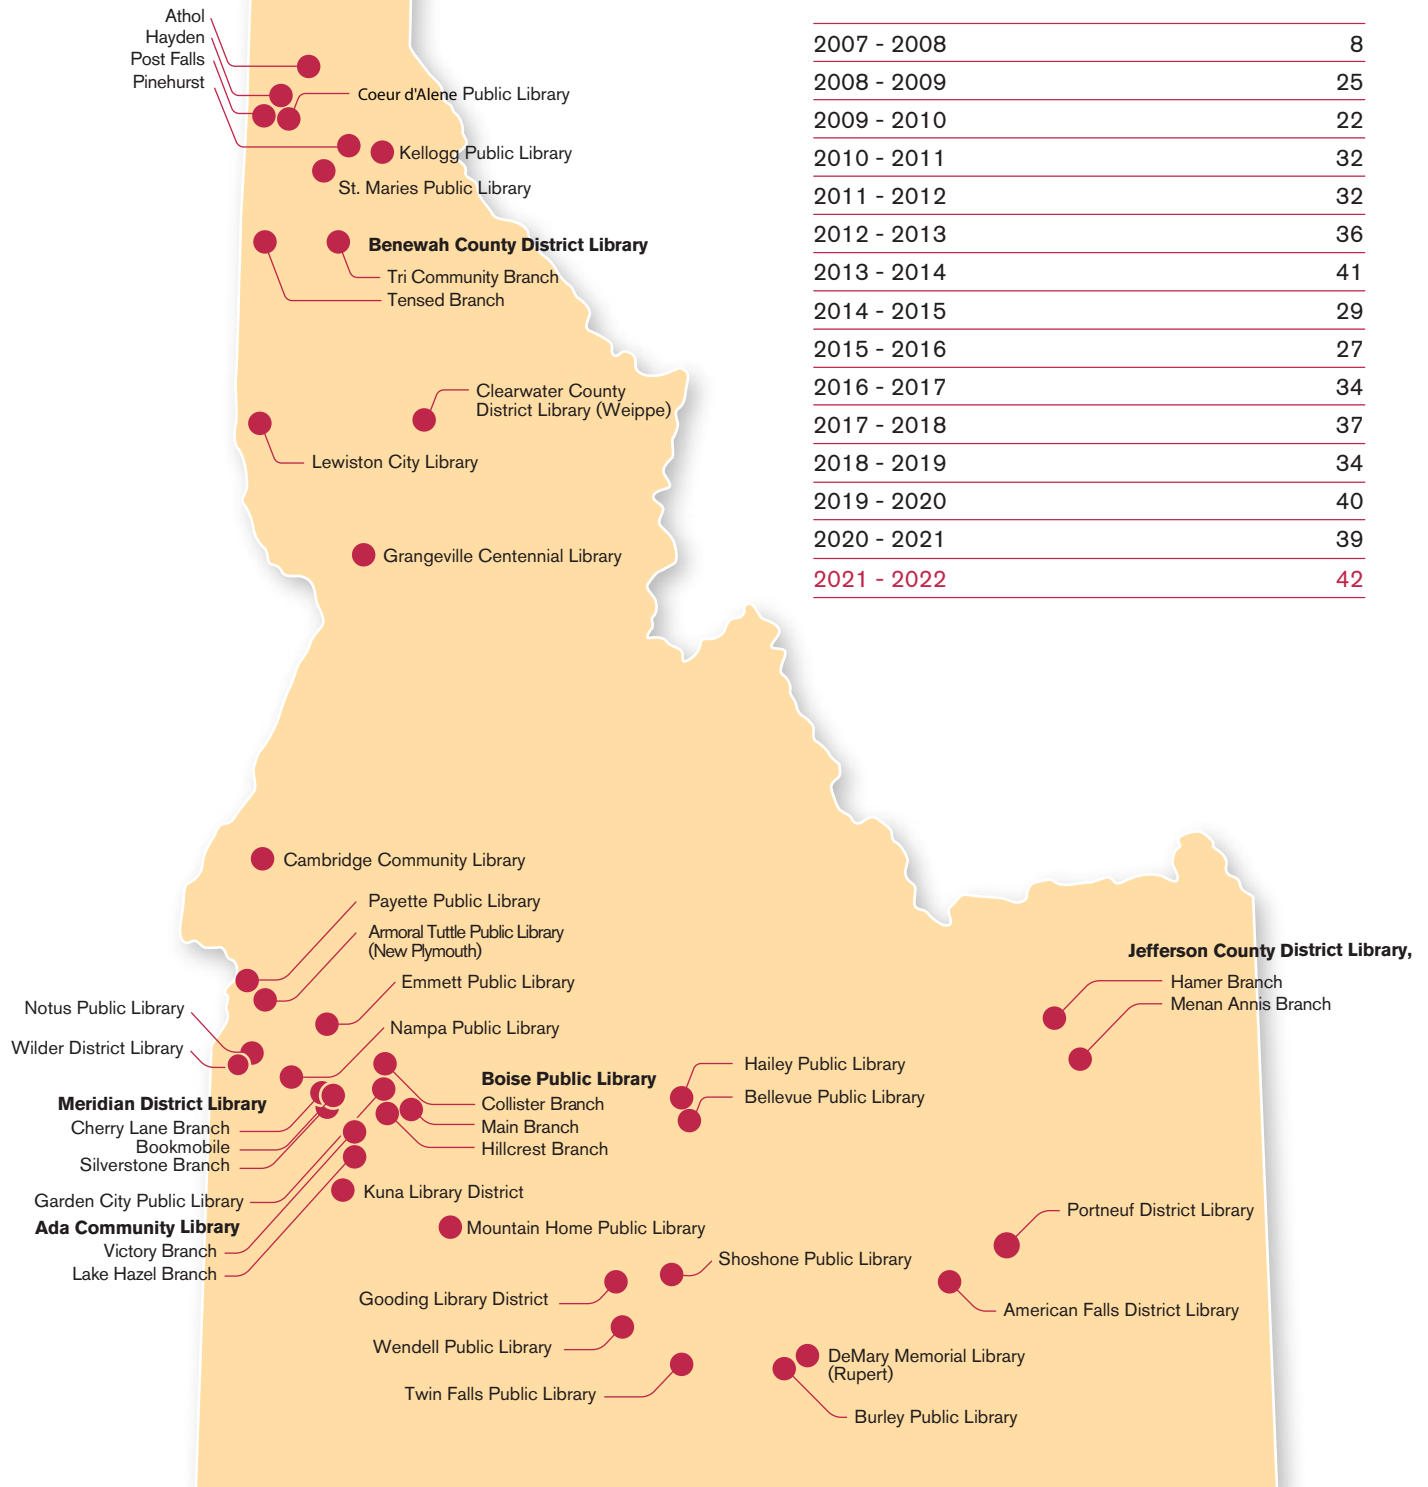 Athol
Hayden
Post Falls
Pinehurst
Coeur d'Alene Public Library
Kellogg Public Library
St. Maries Public Library
Benewah County District Library
Tri Community Branch
Tensed Branch
Clearwater County
District Library (Weippe)
Lewiston City Library
Grangeville Centennial Library
2007 - 2008 8
2008 - 2009 25
2009 - 2010 22
2010 - 2011 32
2011 - 2012 32
2012 - 2013 36
2013 - 2014 41
2014 - 2015 29
2015 - 2016 27
2016 - 2017 34
2017 - 2018 37
2018 - 2019 34
2019 - 2020 40
2020 - 2021 39
2021 - 2022 42
Cambridge Community Library
Payette Public Library
Armoral Tuttle Public Library
(New Plymouth)
Emmett Public Library
Notus Public Library
Nampa Public Library
Wilder District Library
Meridian District Library
Cherry Lane Branch
Bookmobile
Silverstone Branch
Garden City Public Library
Ada Community Library
Victory Branch
Lake Hazel Branch
Boise Public Library
Collister Branch
Main Branch
Hillcrest Branch
Kuna Library District
Mountain Home Public Library
Hailey Public Library
Bellevue Public Library
Jefferson County District Library,
Hamer Branch
Menan Annis Branch
Portneuf District Library
Shoshone Public Library
Gooding Library District
American Falls District Library
Wendell Public Library
DeMary Memorial Library
(Rupert)
Twin Falls Public Library
Burley Public Library